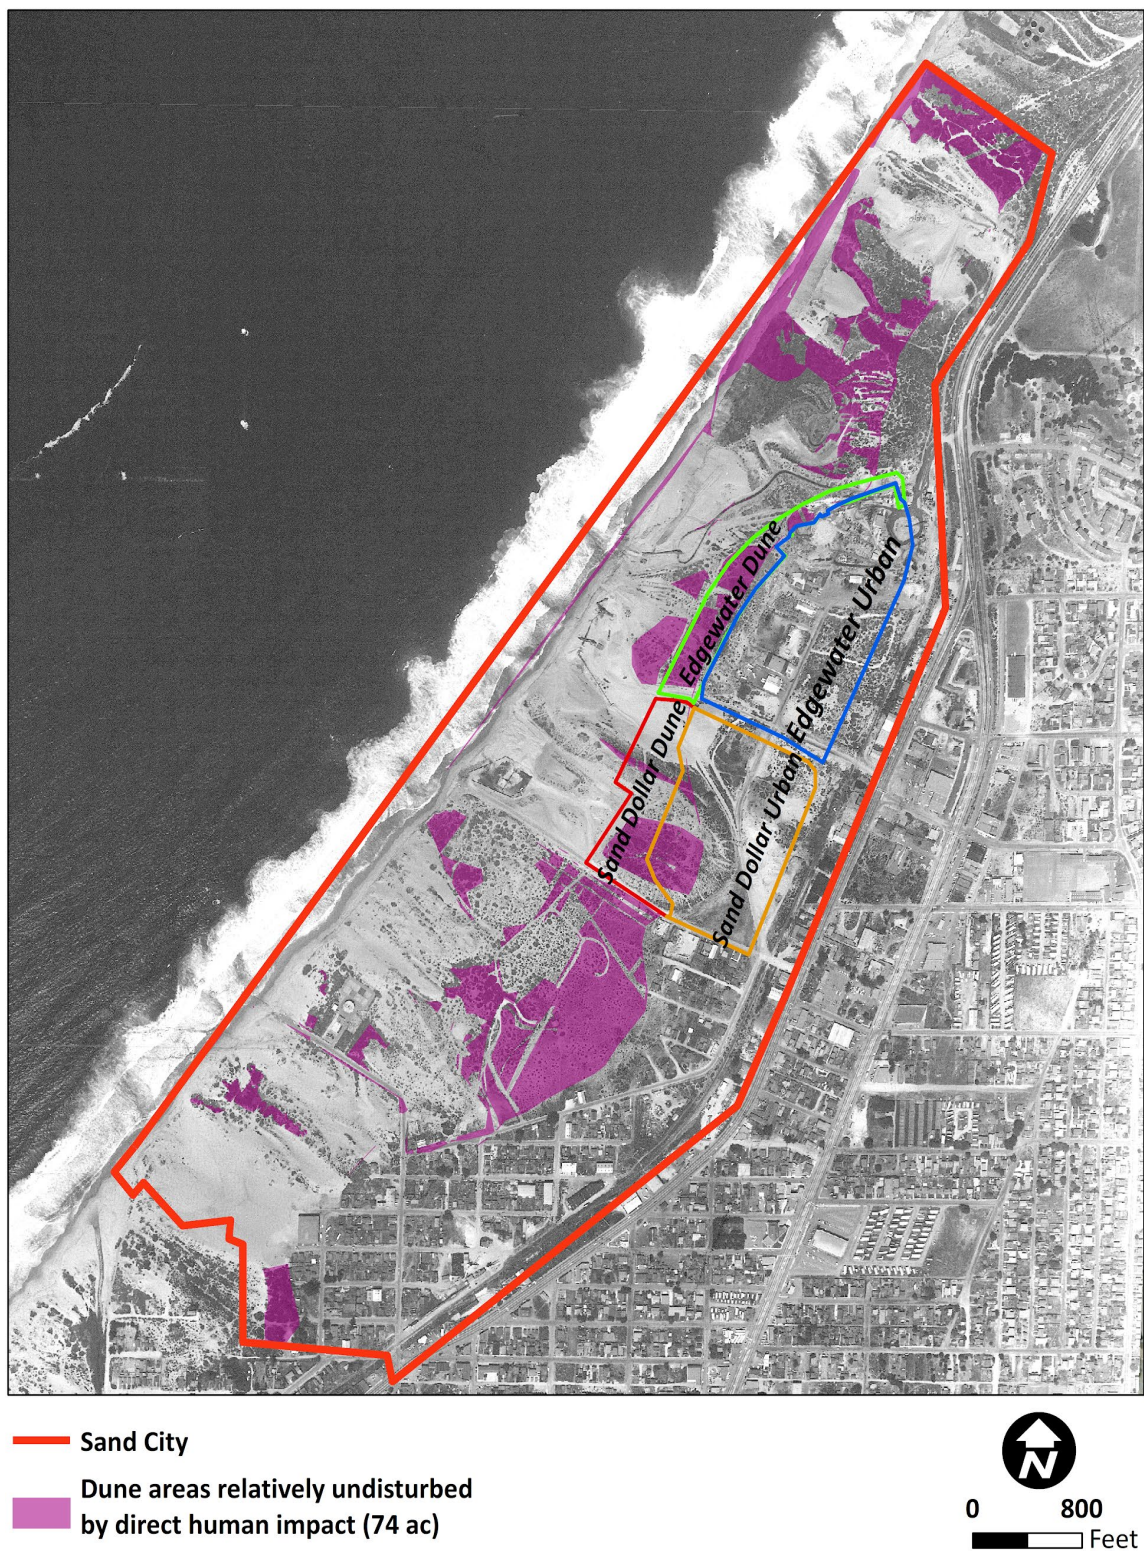 Edgewater Dune
Edgewater Urban
Sand Dollar Dune
Sand Dollar Urban
Sand City
Dune areas relatively undisturbed
by direct human impact (74 ac)
N
0 800
Feet